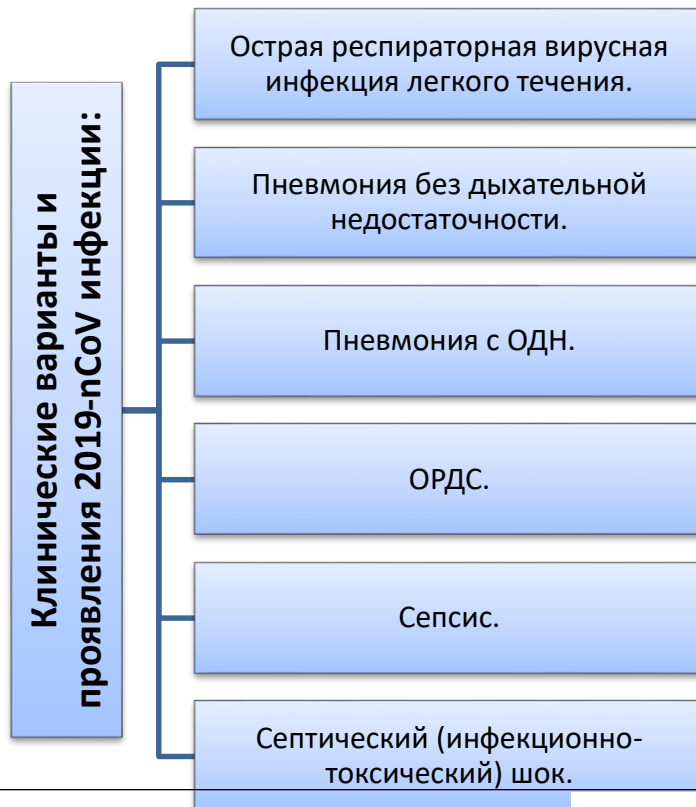 Клинические варианты и
проявления 2019-nCoV инфекции:
Острая респираторная вирусная
инфекция легкого течения.
Пневмония без дыхательной
недостаточности.
Пневмония с ОДН.
ОРДС.
Сепсис.
Септический (инфекционно-
токсический) шок.